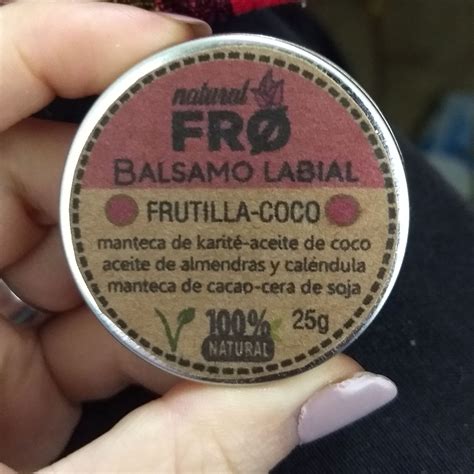 natural
FRØ
BALSAMO LABIAL
FRUTILLA-COCO
manteca de karité-aceite de coco
aceite de almendras y caléndula
manteca de cacao-cera de soja
100% 25g
NATURAL